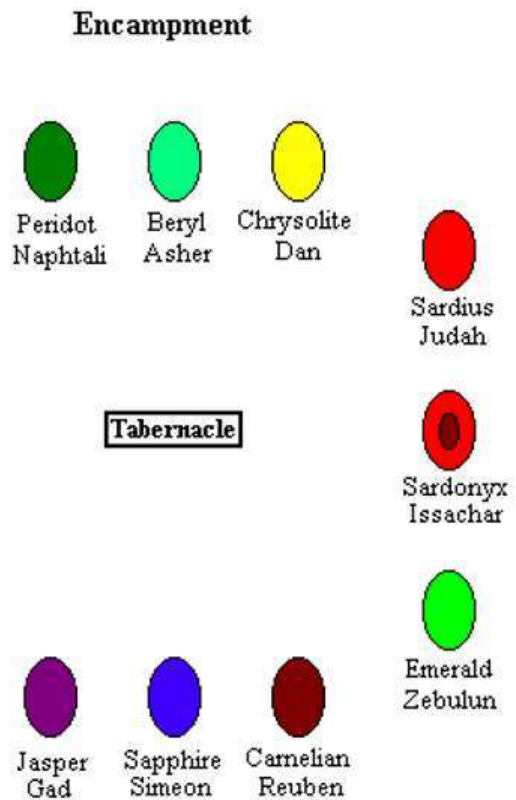 Encampment
Peridot
Naphtali
Beryl
Asher
Chrysolite
Dan
Sardius
Judah
Tabernacle
Sardonyx
Issachar
Emerald
Zebulun
Jasper
Gad
Sapphire
Simeon
Carnelian
Reuben